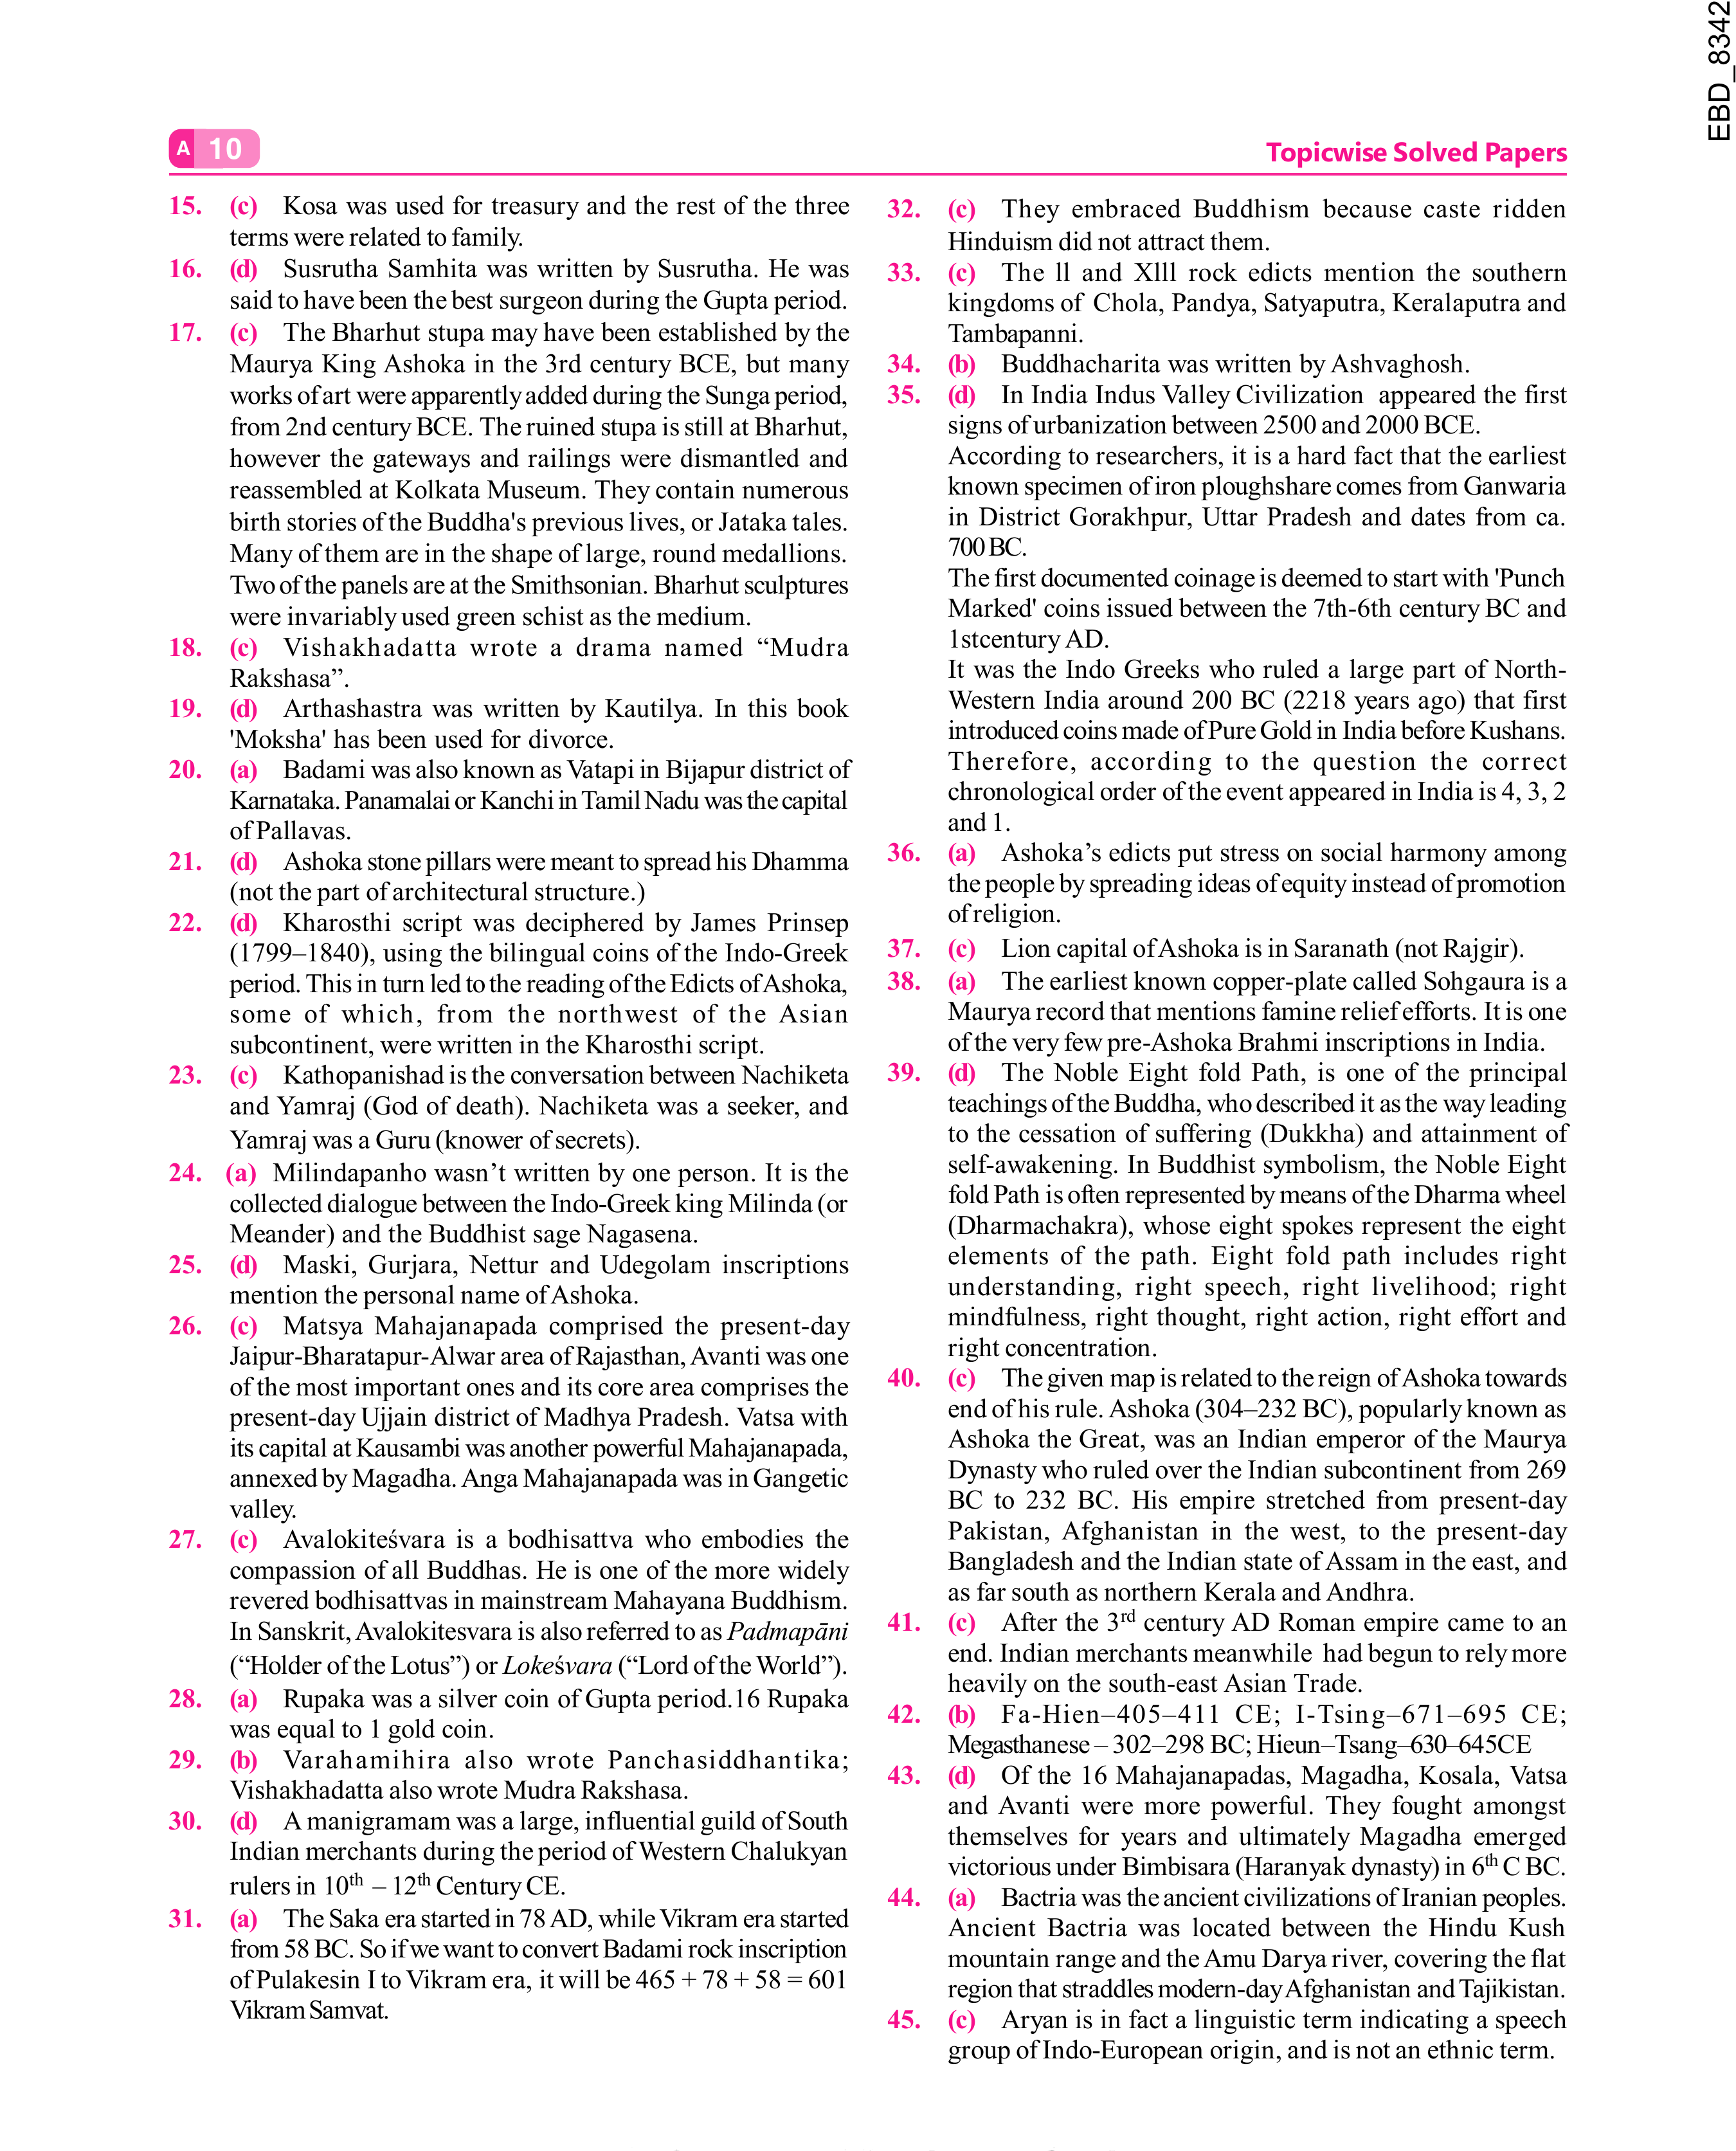 EBD_8342
A 10
Topicwise Solved Papers
15. (c) Kosa was used for treasury and the rest of the three
terms were related to family.
16. (d) Susrutha Samhita was written by Susrutha. He was
said to have been the best surgeon during the Gupta period.
17. (c) The Bharhut stupa may have been established by the
Maurya King Ashoka in the 3rd century BCE, but many
works of art were apparently added during the Sunga period,
from 2nd century BCE. The ruined stupa is still at Bharhut,
however the gateways and railings were dismantled and
reassembled at Kolkata Museum. They contain numerous
birth stories of the Buddha's previous lives, or Jataka tales.
Many of them are in the shape of large, round medallions.
Two of the panels are at the Smithsonian. Bharhut sculptures
were invariably used green schist as the medium.
18. (c) Vishakhadatta wrote a drama named “Mudra
Rakshasa”.
19. (d) Arthashastra was written by Kautilya. In this book
'Moksha' has been used for divorce.
20. (a) Badami was also known as Vatapi in Bijapur district of
Karnataka. Panamalai or Kanchi in Tamil Nadu was the capital
of Pallavas.
21. (d) Ashoka stone pillars were meant to spread his Dhamma
(not the part of architectural structure.)
22. (d) Kharosthi script was deciphered by James Prinsep
(1799–1840), using the bilingual coins of the Indo-Greek
period. This in turn led to the reading of the Edicts of Ashoka,
some of which, from the northwest of the Asian
subcontinent, were written in the Kharosthi script.
23. (c) Kathopanishad is the conversation between Nachiketa
and Yamraj (God of death). Nachiketa was a seeker, and
Yamraj was a Guru (knower of secrets).
24. (a) Milindapanho wasn’t written by one person. It is the
collected dialogue between the Indo-Greek king Milinda (or
Meander) and the Buddhist sage Nagasena.
25. (d) Maski, Gurjara, Nettur and Udegolam inscriptions
mention the personal name of Ashoka.
26. (c) Matsya Mahajanapada comprised the present-day
Jaipur-Bharatapur-Alwar area of Rajasthan, Avanti was one
of the most important ones and its core area comprises the
present-day Ujjain district of Madhya Pradesh. Vatsa with
its capital at Kausambi was another powerful Mahajanapada,
annexed by Magadha. Anga Mahajanapada was in Gangetic
valley.
27. (c) Avalokiteśvara is a bodhisattva who embodies the
compassion of all Buddhas. He is one of the more widely
revered bodhisattvas in mainstream Mahayana Buddhism.
In Sanskrit, Avalokitesvara is also referred to as Padmapāni
(“Holder of the Lotus”) or Lokeśvara (“Lord of the World”).
28. (a) Rupaka was a silver coin of Gupta period.16 Rupaka
was equal to 1 gold coin.
29. (b) Varahamihira also wrote Panchasiddhantika;
Vishakhadatta also wrote Mudra Rakshasa.
30. (d) A manigramam was a large, influential guild of South
Indian merchants during the period of Western Chalukyan
rulers in 10th – 12th Century CE.
31. (a) The Saka era started in 78 AD, while Vikram era started
from 58 BC. So if we want to convert Badami rock inscription
of Pulakesin I to Vikram era, it will be 465 + 78 + 58 = 601
Vikram Samvat.
32. (c) They embraced Buddhism because caste ridden
Hinduism did not attract them.
33. (c) The ll and Xlll rock edicts mention the southern
kingdoms of Chola, Pandya, Satyaputra, Keralaputra and
Tambapanni.
34. (b) Buddhacharita was written by Ashvaghosh.
35. (d) In India Indus Valley Civilization appeared the first
signs of urbanization between 2500 and 2000 BCE.
According to researchers, it is a hard fact that the earliest
known specimen of iron ploughshare comes from Ganwaria
in District Gorakhpur, Uttar Pradesh and dates from ca.
700 BC.
The first documented coinage is deemed to start with 'Punch
Marked' coins issued between the 7th-6th century BC and
1stcentury AD.
It was the Indo Greeks who ruled a large part of North-
Western India around 200 BC (2218 years ago) that first
introduced coins made of Pure Gold in India before Kushans.
Therefore, according to the question the correct
chronological order of the event appeared in India is 4, 3, 2
and 1.
36. (a) Ashoka’s edicts put stress on social harmony among
the people by spreading ideas of equity instead of promotion
of religion.
37. (c) Lion capital of Ashoka is in Saranath (not Rajgir).
38. (a) The earliest known copper-plate called Sohgaura is a
Maurya record that mentions famine relief efforts. It is one
of the very few pre-Ashoka Brahmi inscriptions in India.
39. (d) The Noble Eight fold Path, is one of the principal
teachings of the Buddha, who described it as the way leading
to the cessation of suffering (Dukkha) and attainment of
self-awakening. In Buddhist symbolism, the Noble Eight
fold Path is often represented by means of the Dharma wheel
(Dharmachakra), whose eight spokes represent the eight
elements of the path. Eight fold path includes right
understanding, right speech, right livelihood; right
mindfulness, right thought, right action, right effort and
right concentration.
40. (c) The given map is related to the reign of Ashoka towards
end of his rule. Ashoka (304–232 BC), popularly known as
Ashoka the Great, was an Indian emperor of the Maurya
Dynasty who ruled over the Indian subcontinent from 269
BC to 232 BC. His empire stretched from present-day
Pakistan, Afghanistan in the west, to the present-day
Bangladesh and the Indian state of Assam in the east, and
as far south as northern Kerala and Andhra.
41. (c) After the 3rd century AD Roman empire came to an
end. Indian merchants meanwhile had begun to rely more
heavily on the south-east Asian Trade.
42. (b) Fa-Hien–405–411 CE; I-Tsing–671–695 CE;
Megasthanese – 302–298 BC; Hieun–Tsang–630–645CE
43. (d) Of the 16 Mahajanapadas, Magadha, Kosala, Vatsa
and Avanti were more powerful. They fought amongst
themselves for years and ultimately Magadha emerged
victorious under Bimbisara (Haranyak dynasty) in 6th C BC.
44. (a) Bactria was the ancient civilizations of Iranian peoples.
Ancient Bactria was located between the Hindu Kush
mountain range and the Amu Darya river, covering the flat
region that straddles modern-day Afghanistan and Tajikistan.
45. (c) Aryan is in fact a linguistic term indicating a speech
group of Indo-European origin, and is not an ethnic term.